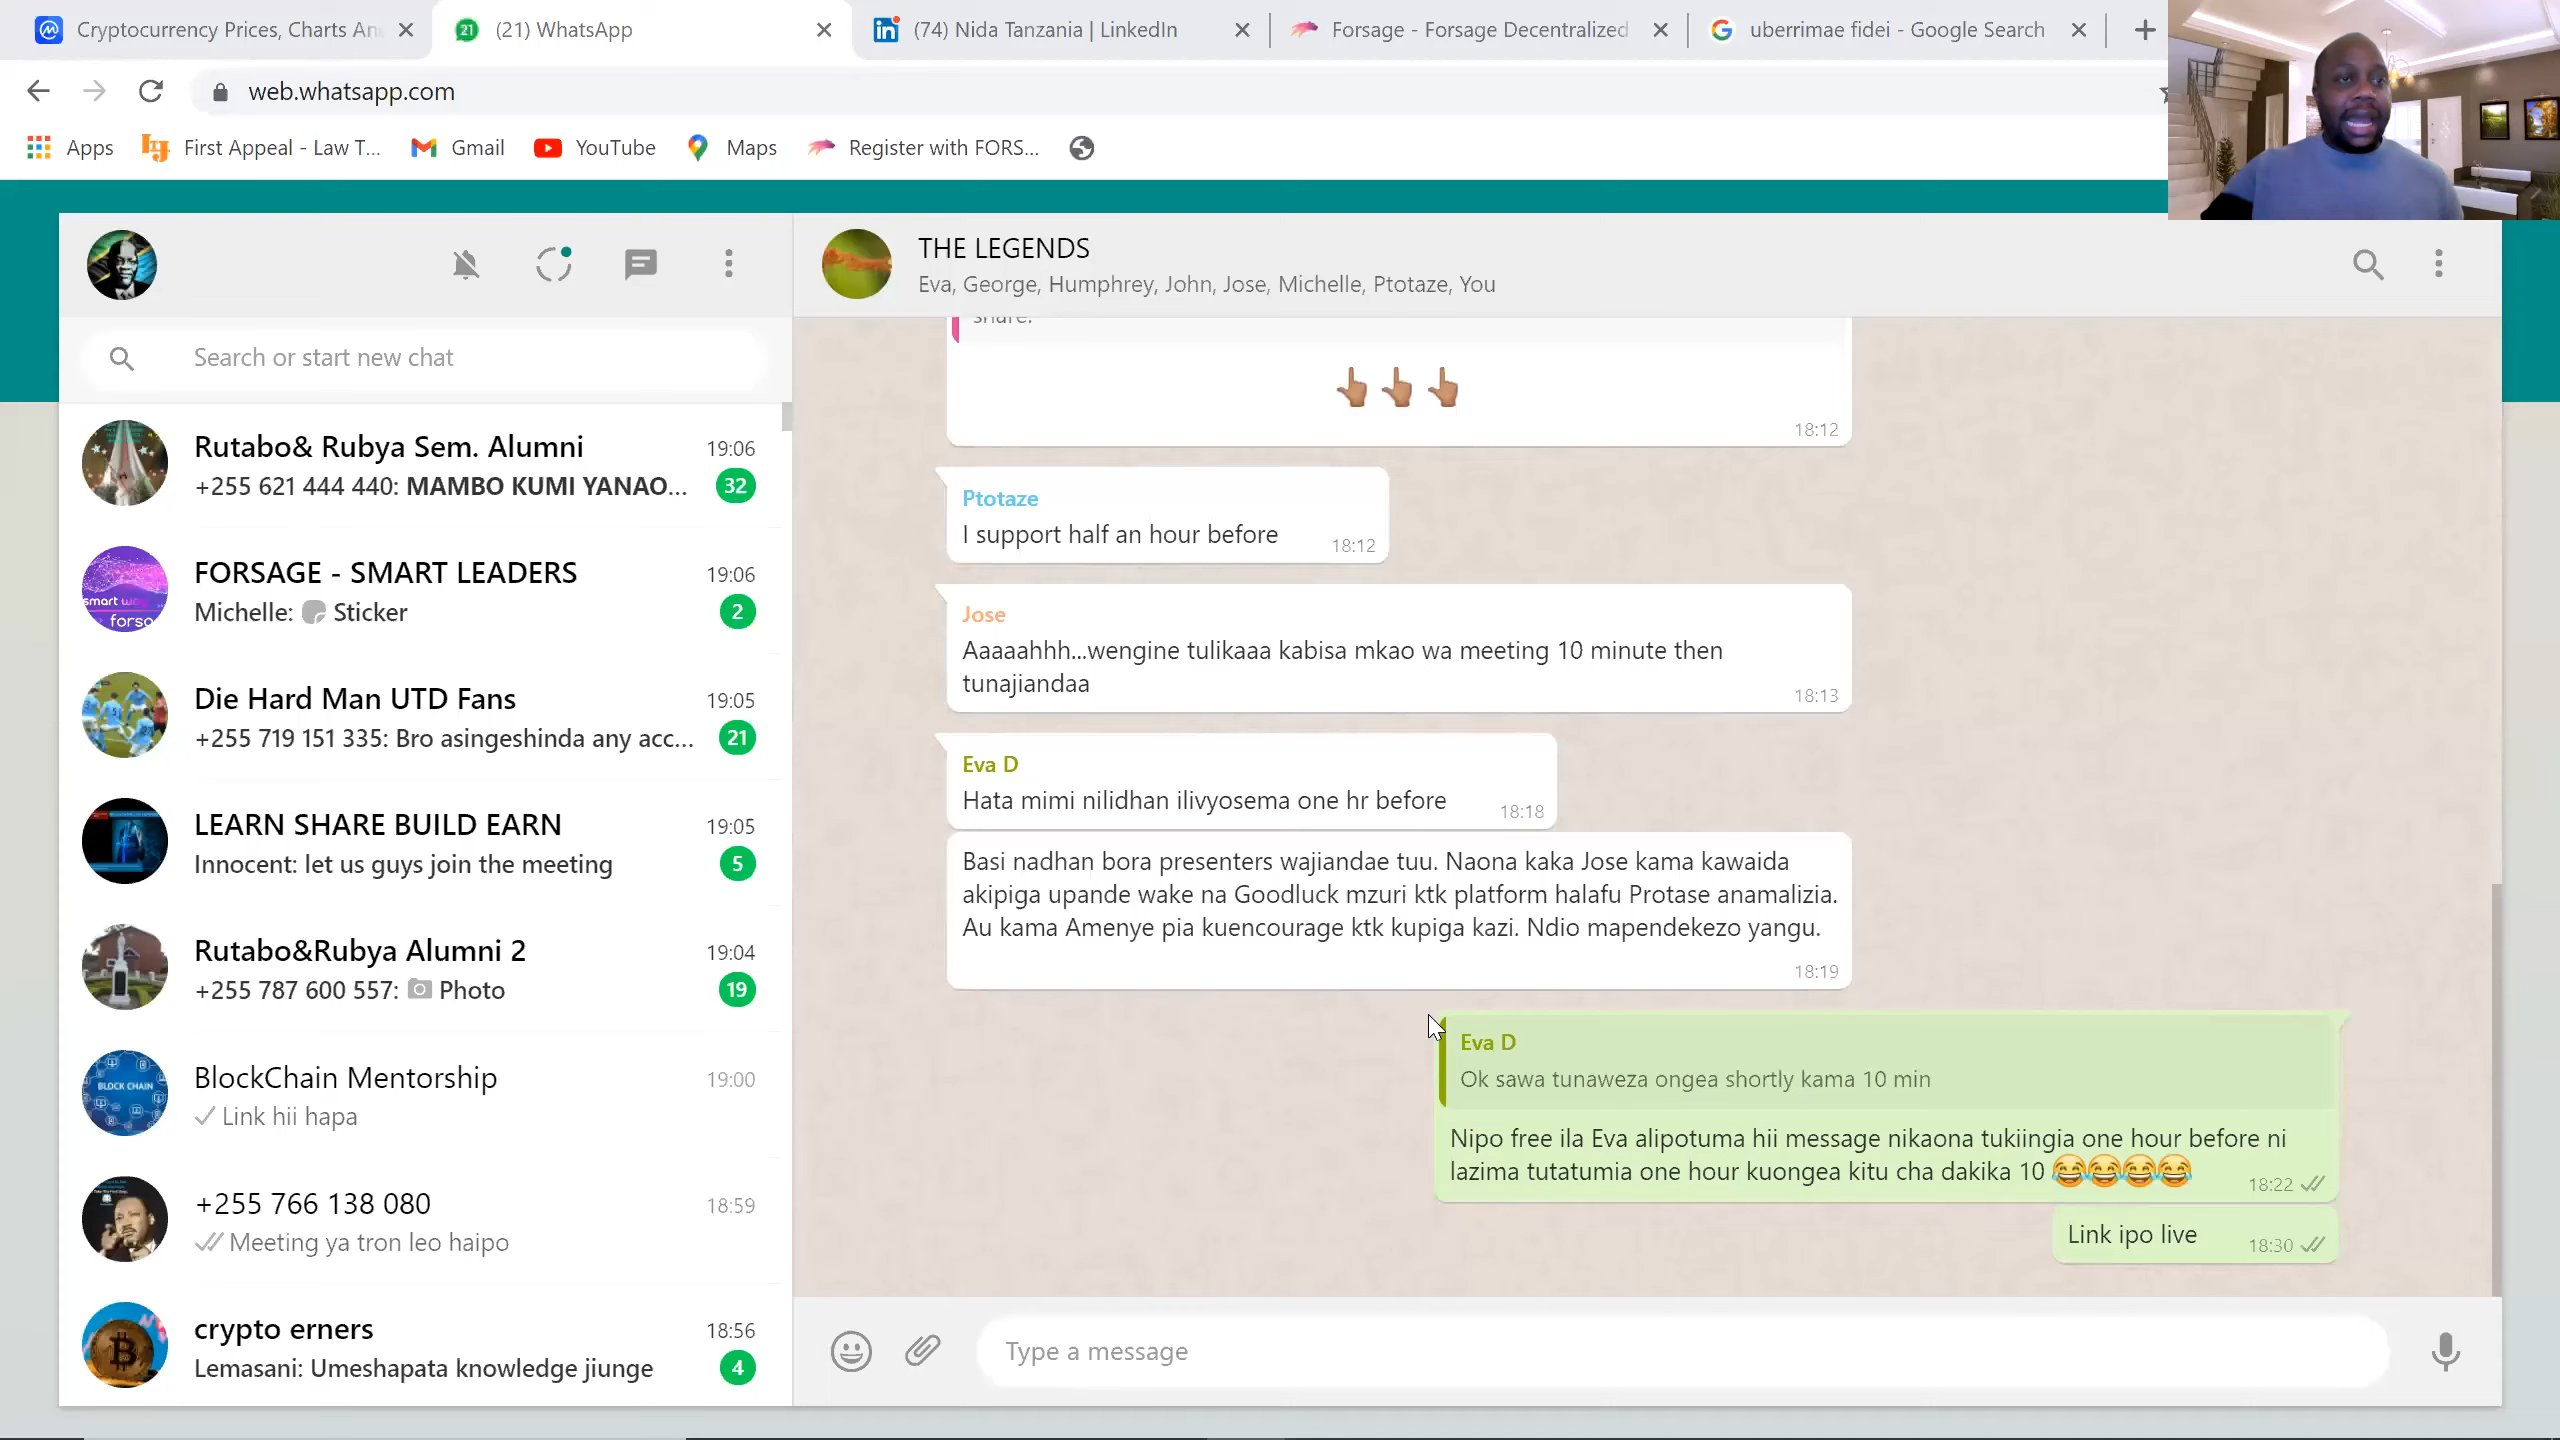 Cryptocurrency Prices, Charts An
(21) WhatsApp
(74) Nida Tanzania | LinkedIn
Forsage - Forsage Decentralized
uberrimae fidei - Google Search
web.whatsapp.com
Apps
First Appeal - Law T...
Gmail
YouTube
Maps
Register with FORS...
THE LEGENDS
Eva, George, Humphrey, John, Jose, Michelle, Ptotaze, You
Search or start new chat
Rutabo& Rubya Sem. Alumni 19:06
+255 621 444 440: MAMBO KUMI YANAO... 32
FORSAGE - SMART LEADERS 19:06
Michelle: Sticker 2
Die Hard Man UTD Fans 19:05
+255 719 151 335: Bro asingeshinda any acc... 21
LEARN SHARE BUILD EARN 19:05
Innocent: let us guys join the meeting 5
Rutabo&Rubya Alumni 2 19:04
+255 787 600 557: Photo 19
BLOCK CHAIN
BlockChain Mentorship 19:00
Link hii hapa
+255 766 138 080 18:59
Meeting ya tron leo haipo
crypto erners 18:56
Lemasani: Umeshapata knowledge jiunge 4
share.
👆🏽👆🏽👆🏽
18:12
Ptotaze
I support half an hour before 18:12
Jose
Aaaaahhh...wengine tulikaaa kabisa mkao wa meeting 10 minute then
tunajiandaa 18:13
Eva D
Hata mimi nilidhan ilivyosema one hr before 18:18
Basi nadhan bora presenters wajiandae tuu. Naona kaka Jose kama kawaida
akipiga upande wake na Goodluck mzuri ktk platform halafu Protase anamalizia.
Au kama Amenye pia kuencourage ktk kupiga kazi. Ndio mapendekezo yangu.
18:19
Eva D
Ok sawa tunaweza ongea shortly kama 10 min
Nipo free ila Eva alipotuma hii message nikaona tukiingia one hour before ni
lazima tutatumia one hour kuongea kitu cha dakika 10 😂😂😂😂 18:22
Link ipo live 18:30
Type a message